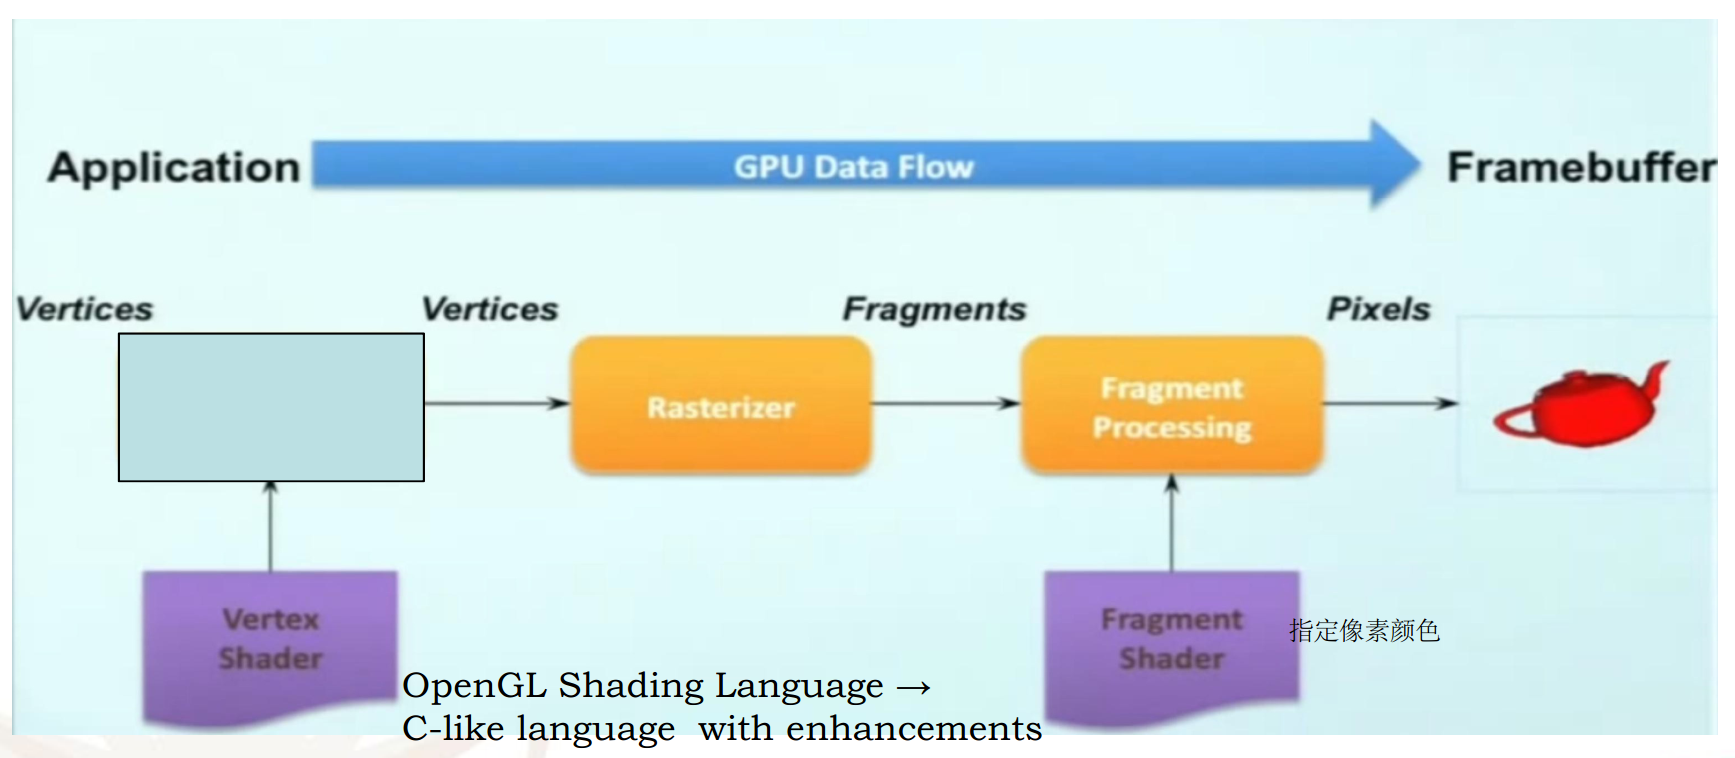 Application
GPU Data Flow
Framebuffer
Vertices
Vertices
Fragments
Pixels
Rasterizer
Fragment
Processing
Vertex
Shader
Fragment
Shader
指定像素颜色
OpenGL Shading Language →
C-like language with enhancements